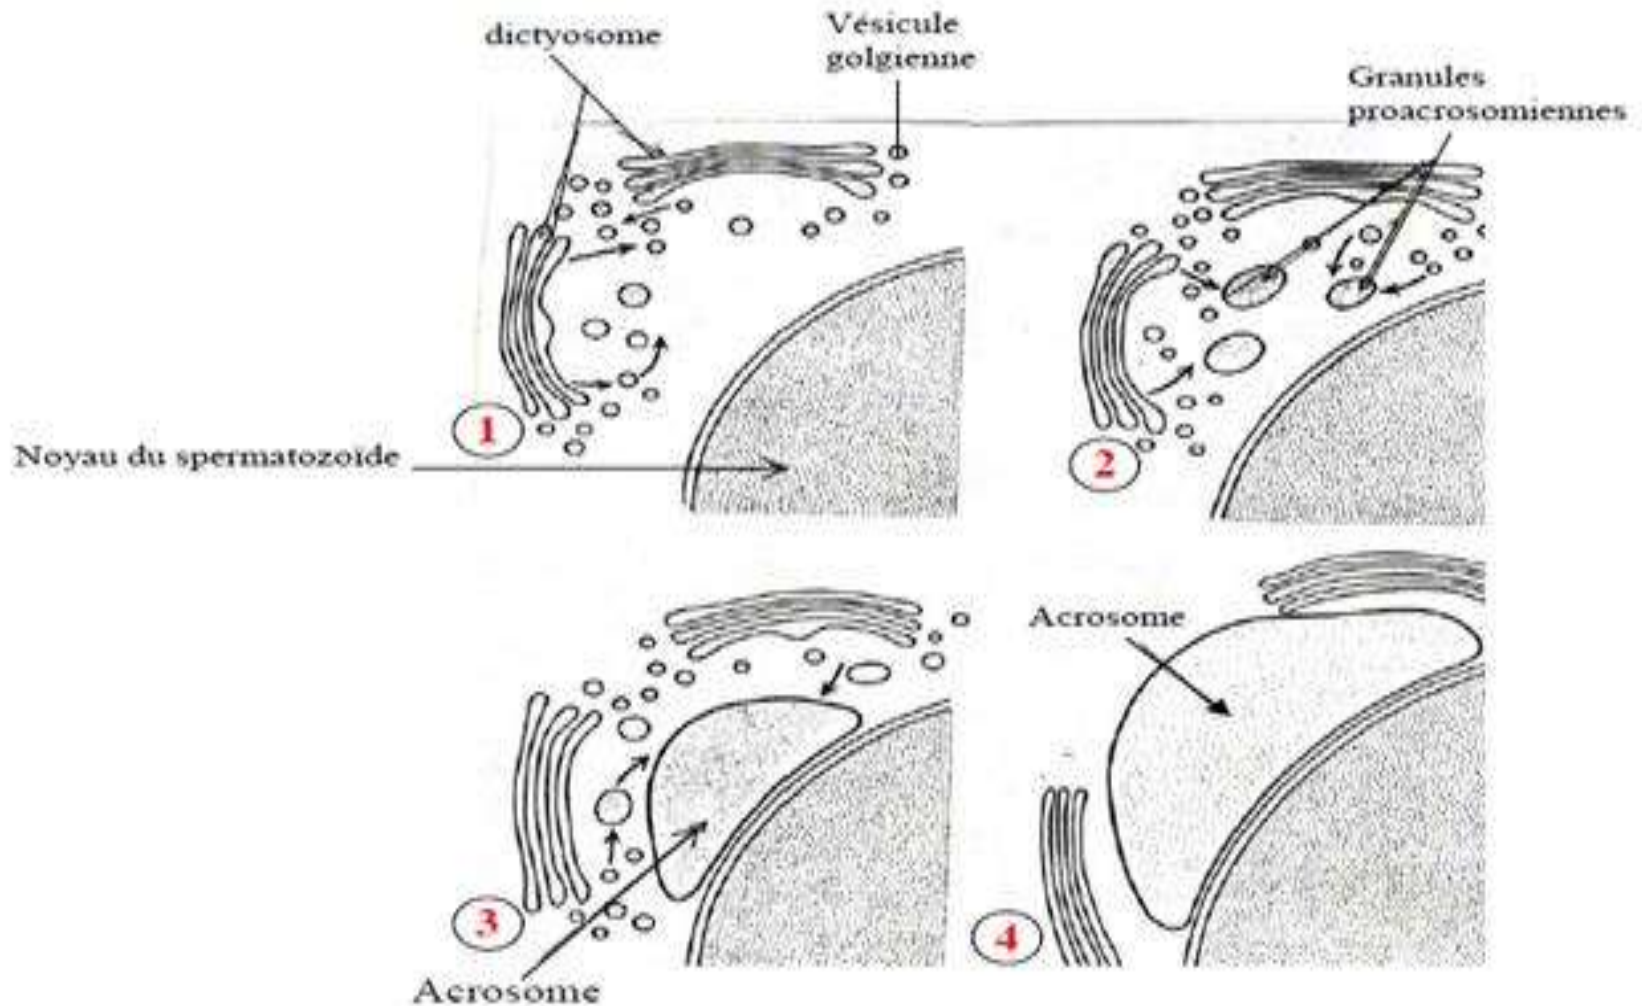 dictyosome
Vésicule
golgienne
Granules
proacrosomiennes
1
2
Noyau du spermatozoïde
Acrosome
3
4
Acrosome